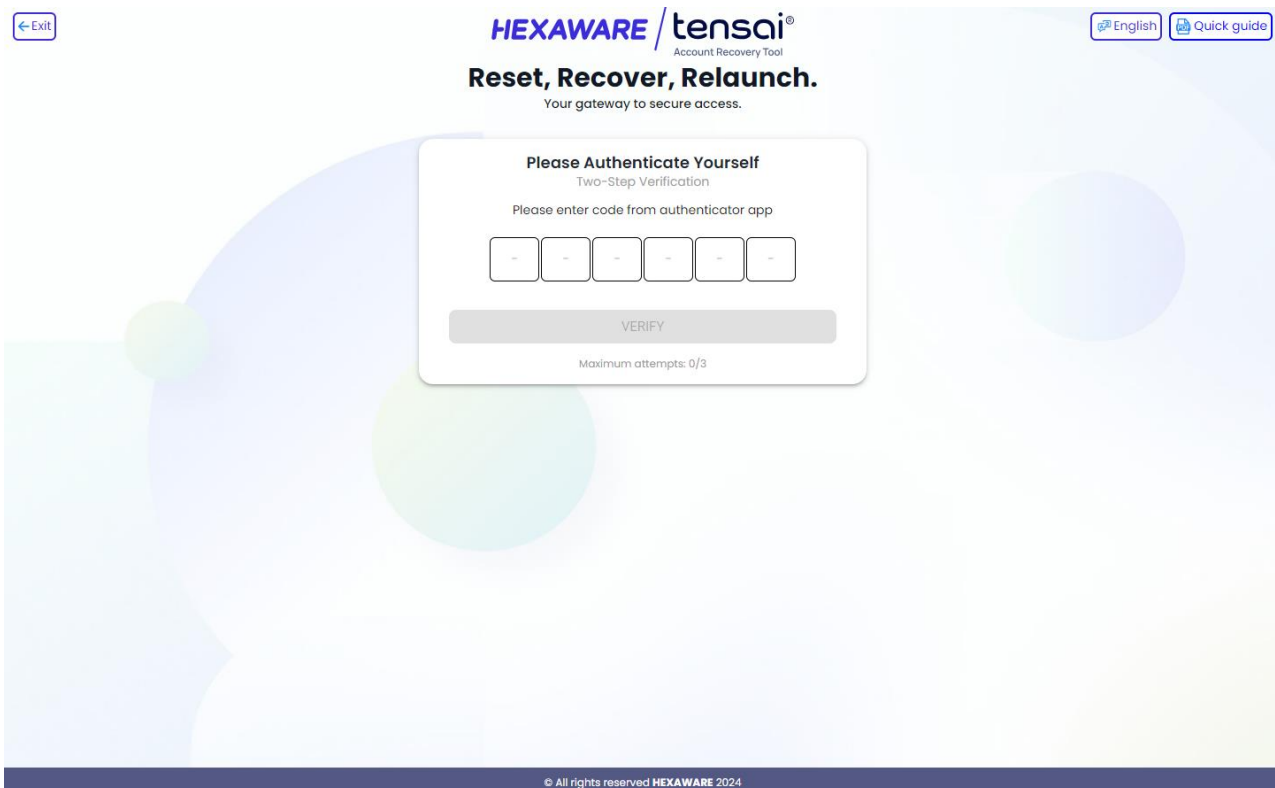 ←Exit
HEXAWARE / tensai®
Account Recovery Tool
English
Quick guide
Reset, Recover, Relaunch.
Your gateway to secure access.
Please Authenticate Yourself
Two-Step Verification
Please enter code from authenticator app
- - - - - -
VERIFY
Maximum attempts: 0/3
© All rights reserved HEXAWARE 2024